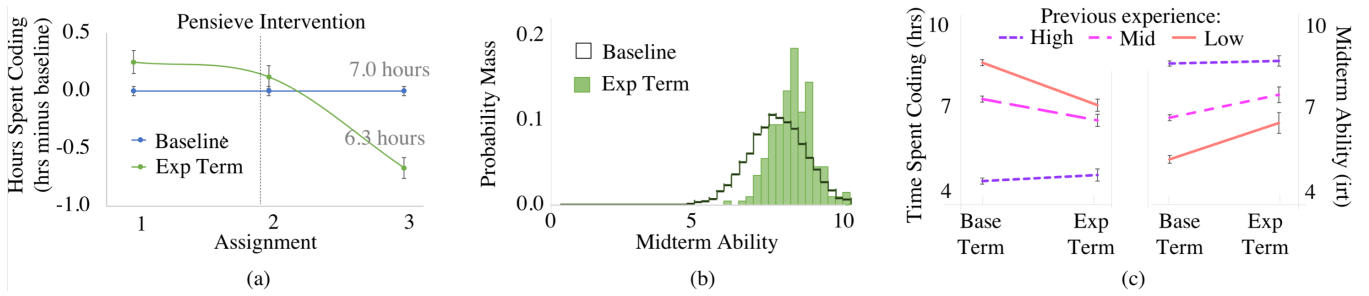 Pensieve Intervention
Hours Spent Coding
(hrs minus baseline)
0.5
0.0
-0.5
-1.0
7.0 hours
6.3 hours
Baseline
Exp Term
1
2
3
Assignment
(a)
Probability Mass
0.2
0.1
0.0
Baseline
Exp Term
0
5
10
Midterm Ability
(b)
Previous experience:
High
Mid
Low
Time Spent Coding (hrs)
10
7
4
Base
Term
Exp
Term
Base
Term
Exp
Term
10
7
4
Midterm Ability (irt)
(c)